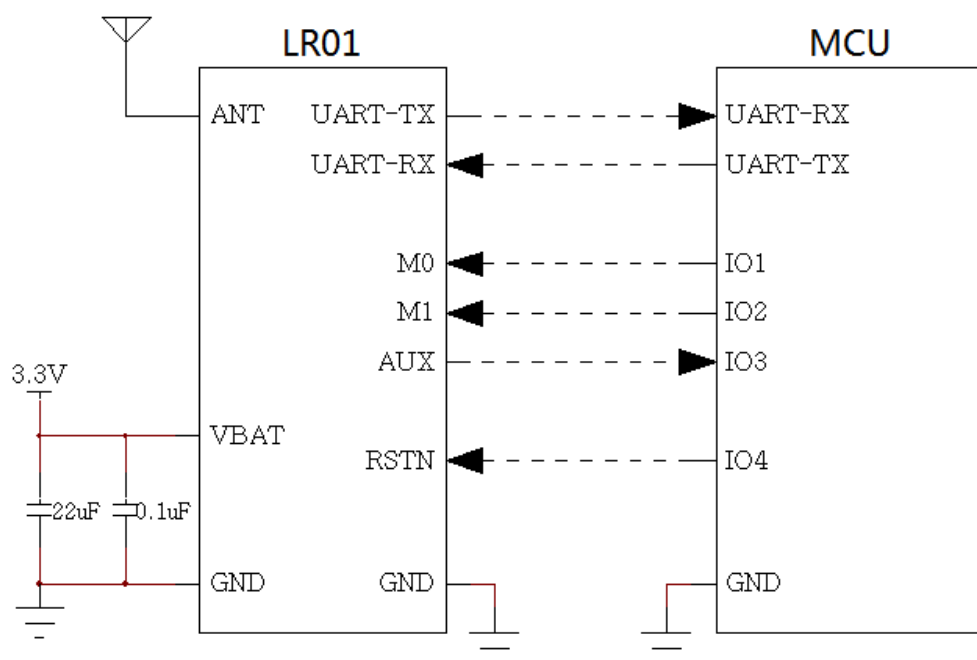 LR01 MCU
ANT UART-TX UART-RX
UART-RX UART-TX
M0 IO1
M1 IO2
AUX IO3
3.3V
VBAT
RSTN IO4
22uF 0.1uF
GND GND GND